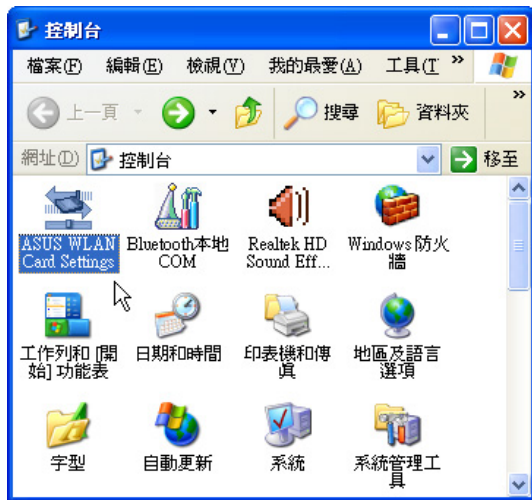 控制台
檔案(F) 編輯(E) 檢視(V) 我的最愛(A) 工具(T »
上一頁 搜尋 資料夾 »
網址(D) 控制台 移至
ASUS WLAN Bluetooth本地 Realtek HD Windows 防火
Card Settings COM Sound Eff... 牆
工作列和 [開 日期和時間 印表機和傳 地區及語言
始] 功能表 真 選項
字型 自動更新 系統 系統管理工
具